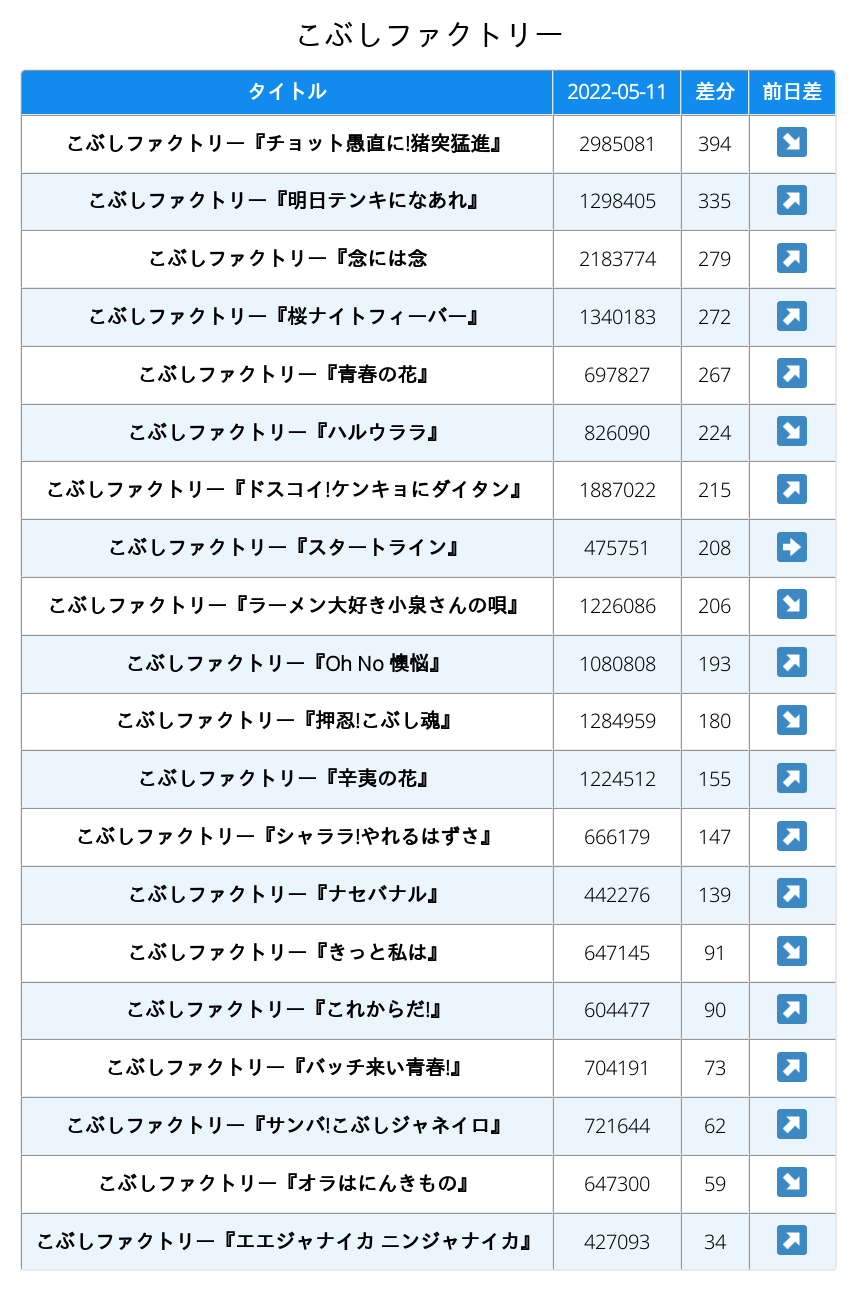 こぶしファクトリー
タイトル 2022-05-11 差分 前日差
こぶしファクトリー『チョット愚直に!猪突猛進』 2985081 394 ↘
こぶしファクトリー『明日テンキになあれ』 1298405 335 ↗
こぶしファクトリー『念には念 2183774 279 ↗
こぶしファクトリー『桜ナイトフィーバー』 1340183 272 ↗
こぶしファクトリー『青春の花』 697827 267 ↗
こぶしファクトリー『ハルウララ』 826090 224 ↘
こぶしファクトリー『ドスコイ!ケンキョにダイタン』 1887022 215 ↗
こぶしファクトリー『スタートライン』 475751 208 ➡
こぶしファクトリー『ラーメン大好き小泉さんの唄』 1226086 206 ↘
こぶしファクトリー『Oh No 懊悩』 1080808 193 ↗
こぶしファクトリー『押忍!こぶし魂』 1284959 180 ↘
こぶしファクトリー『辛夷の花』 1224512 155 ↗
こぶしファクトリー『シャララ!やれるはずさ』 666179 147 ↗
こぶしファクトリー『ナセバナル』 442276 139 ↗
こぶしファクトリー『きっと私は』 647145 91 ↘
こぶしファクトリー『これからだ!』 604477 90 ↗
こぶしファクトリー『バッチ来い青春!』 704191 73 ↗
こぶしファクトリー『サンバ!こぶしジャネイロ』 721644 62 ↗
こぶしファクトリー『オラはにんきもの』 647300 59 ↘
こぶしファクトリー『エエジャナイカ ニンジャナイカ』 427093 34 ↗